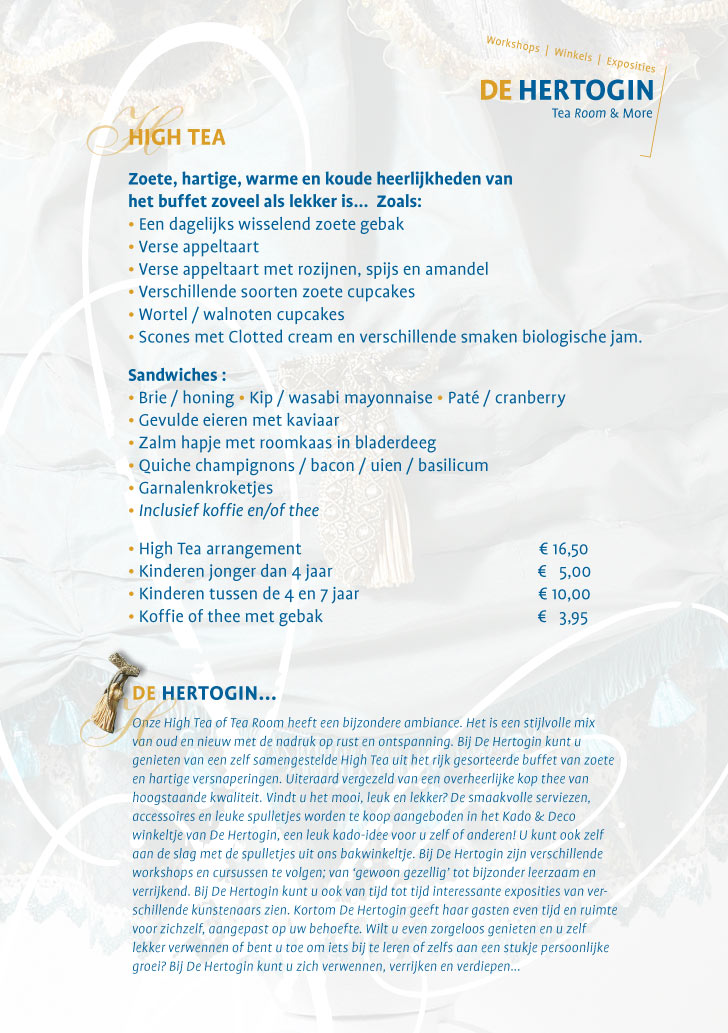 Workshops | Winkels | Exposities
DE HERTOGIN
Tea Room & More
HIGH TEA
Zoete, hartige, warme en koude heerlijkheden van
het buffet zoveel als lekker is... Zoals:
• Een dagelijks wisselend zoete gebak
• Verse appeltaart
• Verse appeltaart met rozijnen, spijs en amandel
• Verschillende soorten zoete cupcakes
• Wortel / walnoten cupcakes
• Scones met Clotted cream en verschillende smaken biologische jam.
Sandwiches :
• Brie / honing • Kip / wasabi mayonnaise • Paté / cranberry
• Gevulde eieren met kaviaar
• Zalm hapje met roomkaas in bladerdeeg
• Quiche champignons / bacon / uien / basilicum
• Garnalenkroketjes
• Inclusief koffie en/of thee
• High Tea arrangement € 16,50
• Kinderen jonger dan 4 jaar € 5,00
• Kinderen tussen de 4 en 7 jaar € 10,00
• Koffie of thee met gebak € 3,95
DE HERTOGIN...
Onze High Tea of Tea Room heeft een bijzondere ambiance. Het is een stijlvolle mix
van oud en nieuw met de nadruk op rust en ontspanning. Bij De Hertogin kunt u
genieten van een zelf samengestelde High Tea uit het rijk gesorteerde buffet van zoete
en hartige versnaperingen. Uiteraard vergezeld van een overheerlijke kop thee van
hoogstaande kwaliteit. Vindt u het mooi, leuk en lekker? De smaakvolle serviezen,
accessoires en leuke spulletjes worden te koop aangeboden in het Kado & Deco
winkeltje van De Hertogin, een leuk kado-idee voor u zelf of anderen! U kunt ook zelf
aan de slag met de spulletjes uit ons bakwinkeltje. Bij De Hertogin zijn verschillende
workshops en cursussen te volgen; van ‘gewoon gezellig’ tot bijzonder leerzaam en
verrijkend. Bij De Hertogin kunt u ook van tijd tot tijd interessante exposities van ver-
schillende kunstenaars zien. Kortom De Hertogin geeft haar gasten even tijd en ruimte
voor zichzelf, aangepast op uw behoefte. Wilt u even zorgeloos genieten en u zelf
lekker verwennen of bent u toe om iets bij te leren of zelfs aan een stukje persoonlijke
groei? Bij De Hertogin kunt u zich verwennen, verrijken en verdiepen...